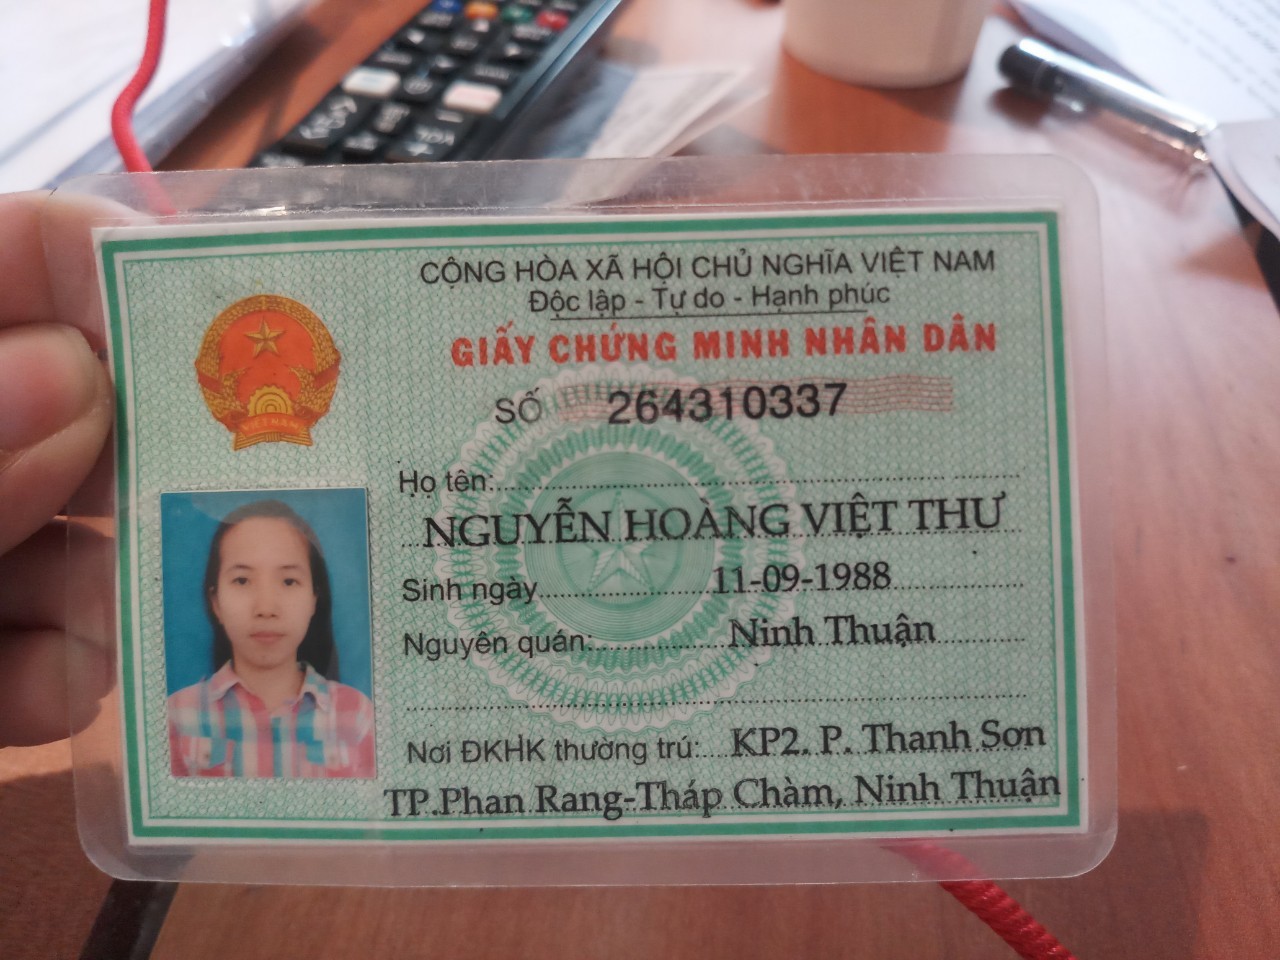 CỘNG HÒA XÃ HỘI CHỦ NGHĨA VIỆT NAM
Độc lập - Tự do - Hạnh phúc
GIẤY CHỨNG MINH NHÂN DÂN
SỐ 264310337
Họ tên:
NGUYỄN HOÀNG VIỆT THƯ
Sinh ngày 11-09-1988
Nguyên quán: Ninh Thuận
Nơi ĐKHK thường trú: KP2. P. Thanh Sơn
TP.Phan Rang-Tháp Chàm, Ninh Thuận
VIỆT NAM